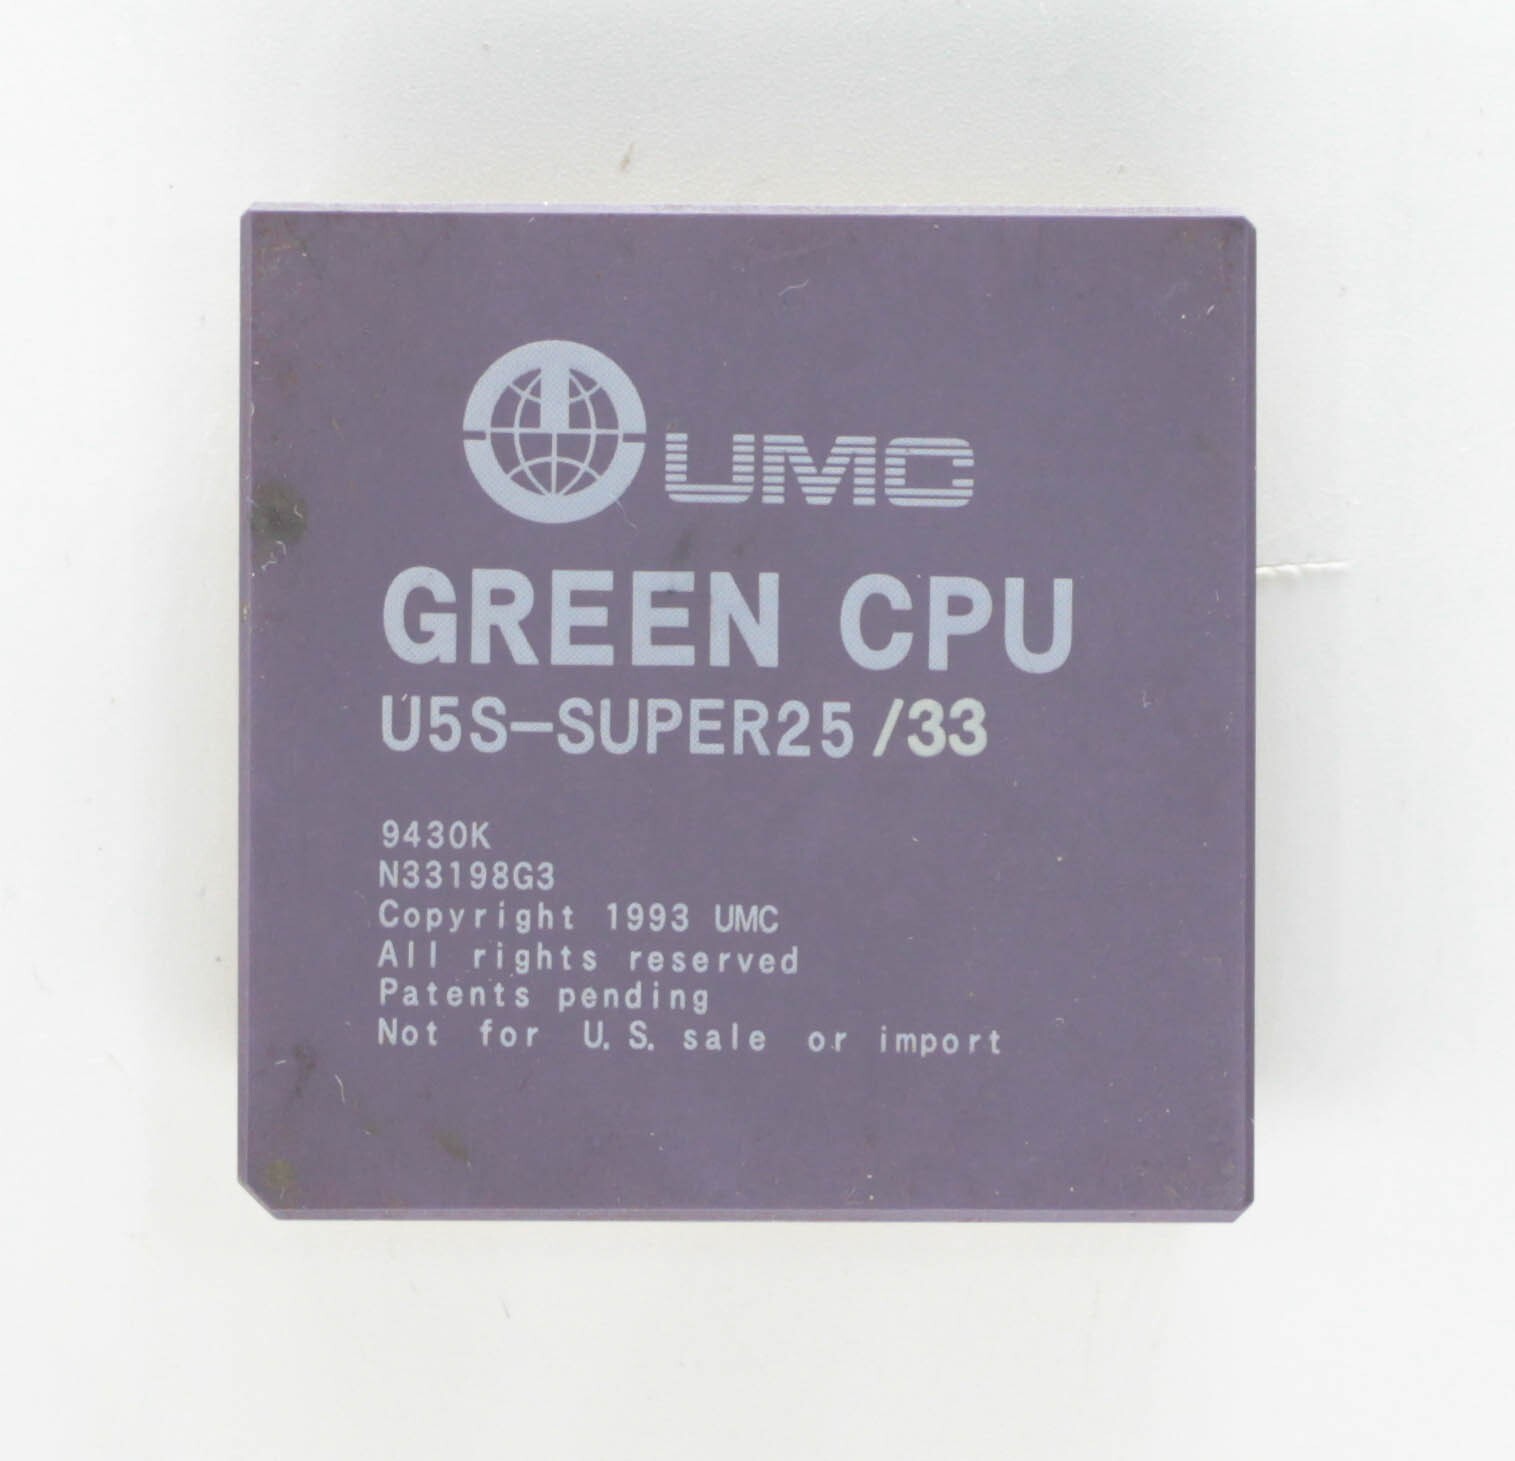 UMC
GREEN CPU
U5S-SUPER25 /33
9430K
N33198G3
Copyright 1993 UMC
All rights reserved
Patents pending
Not for U.S. sale or import